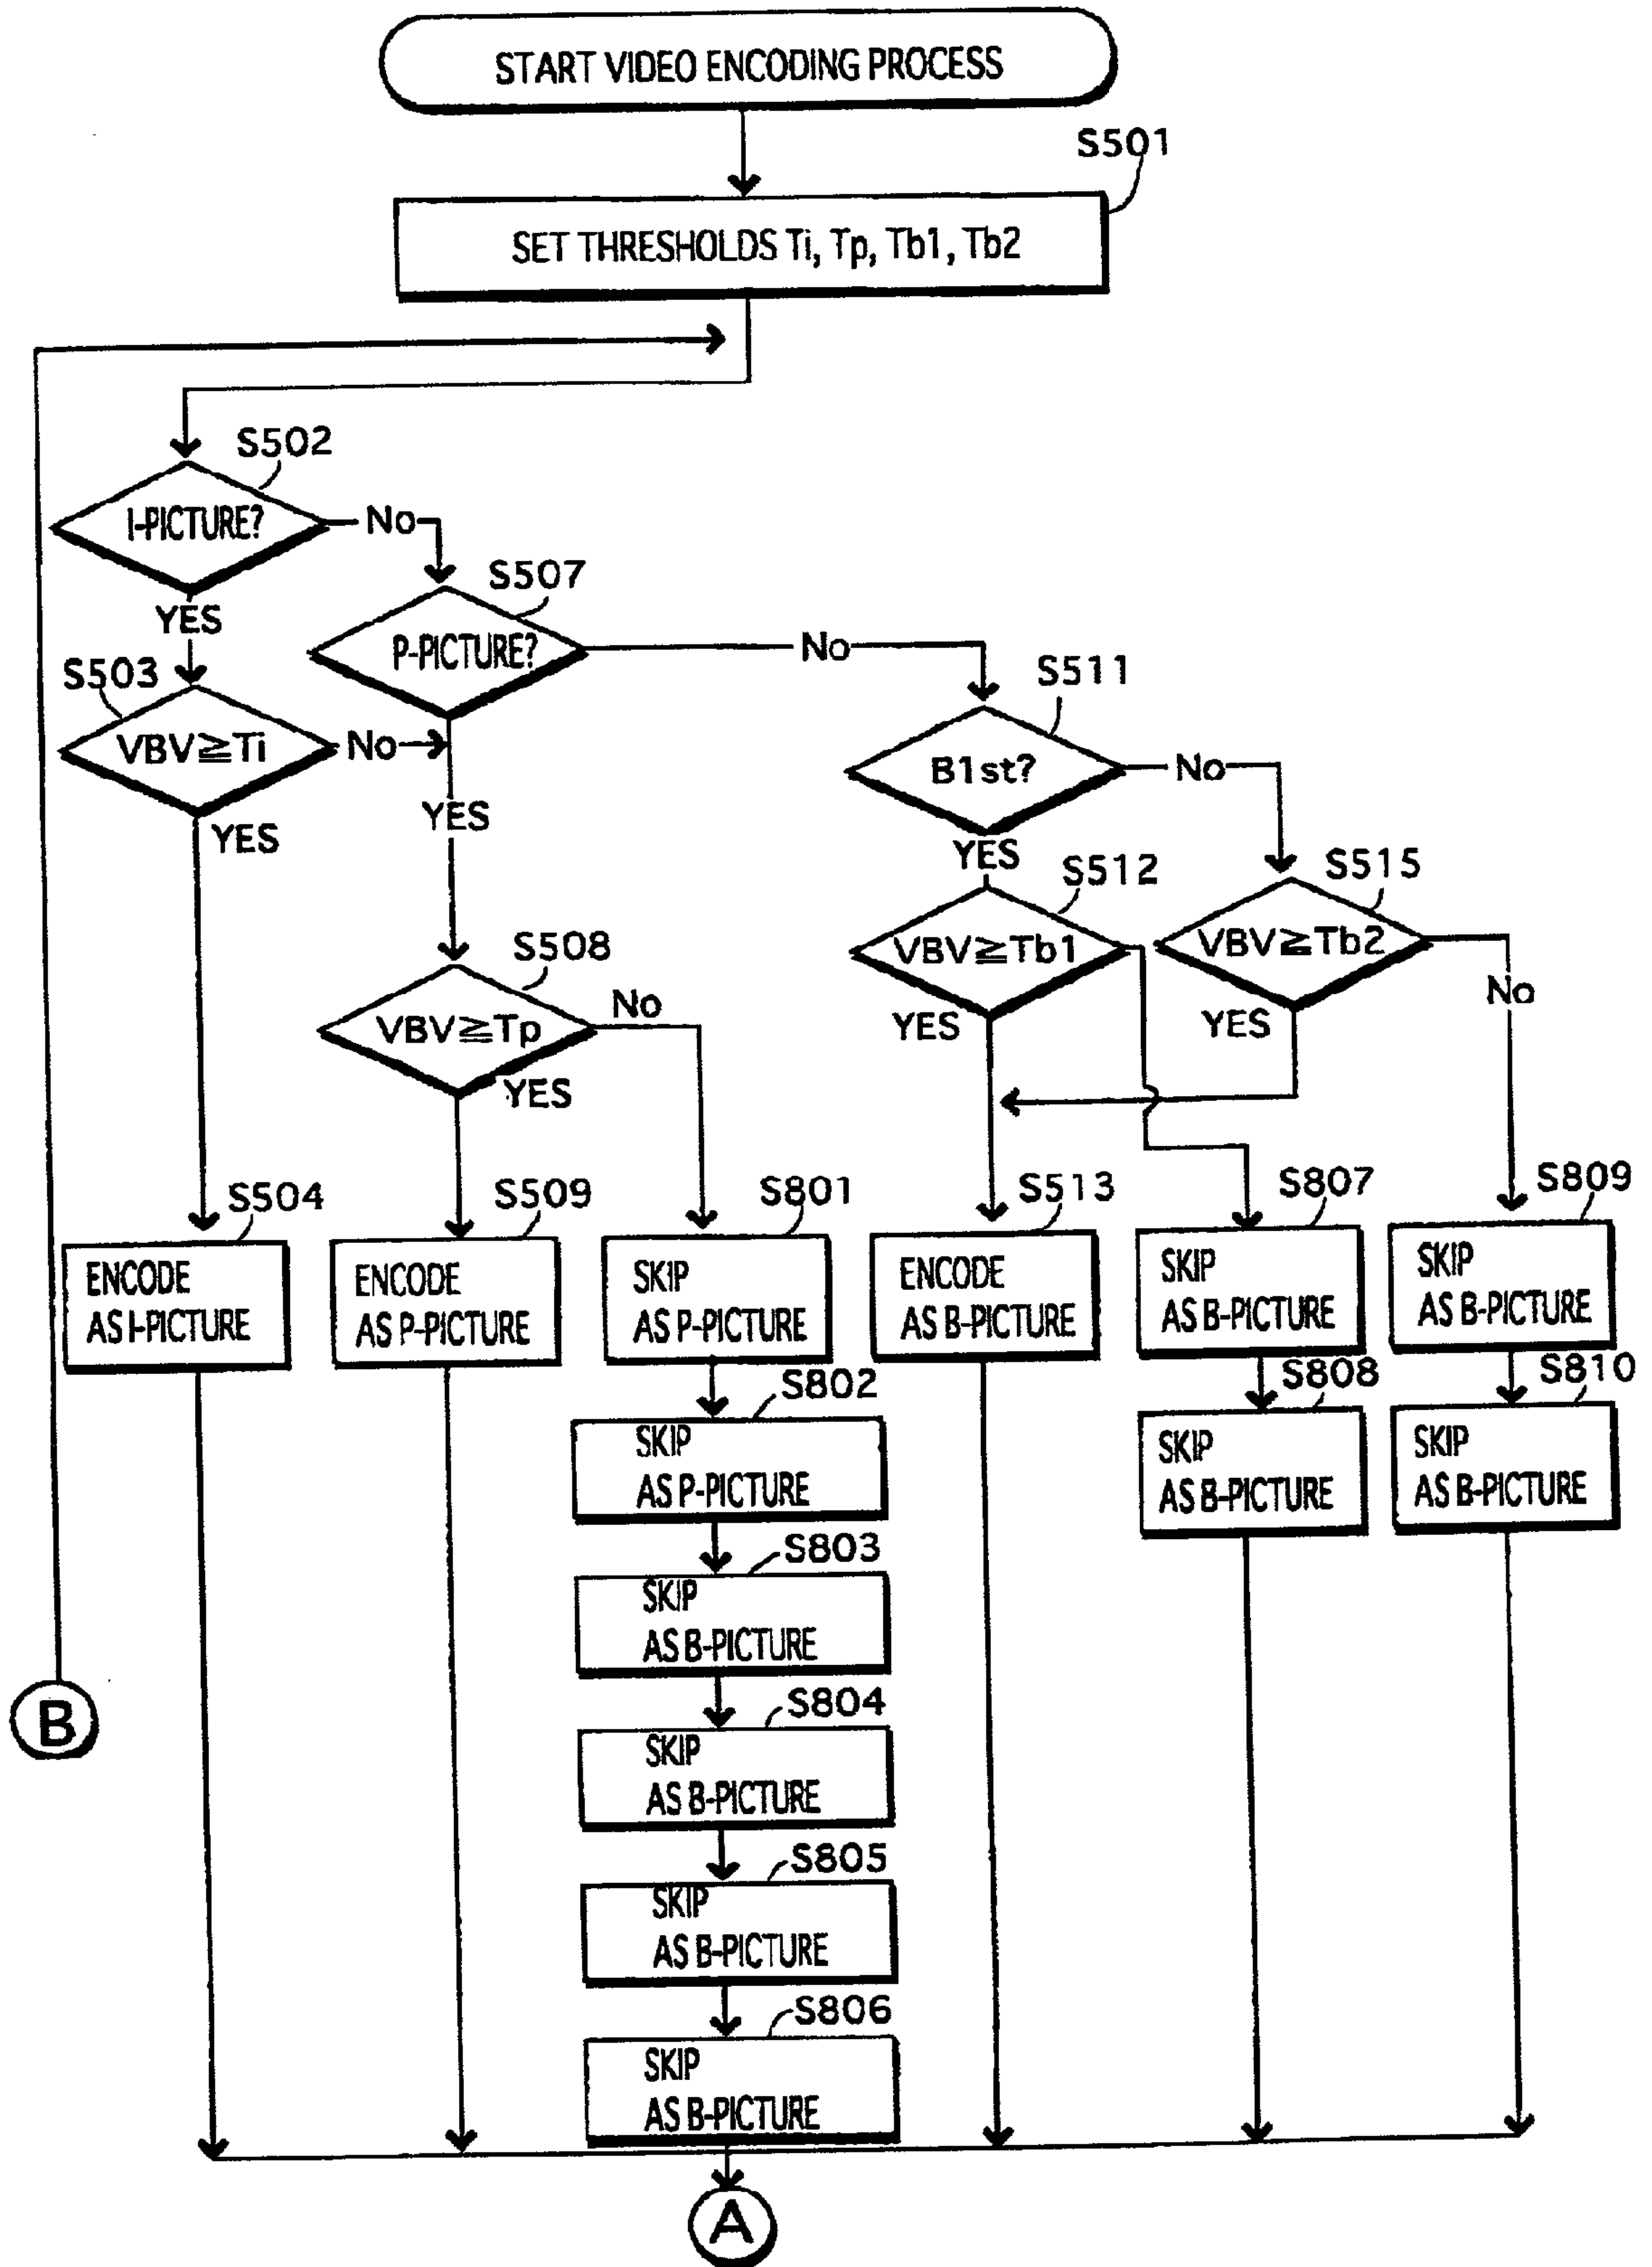 START VIDEO ENCODING PROCESS
S501
SET THRESHOLDS Ti, Tp, Tb1, Tb2
S502
I-PICTURE?
No
YES
S507
P-PICTURE?
No
S503
VBV≧Ti
No
YES
YES
S511
B1st?
No
YES
S512
VBV≧Tb1
YES
S515
VBV≧Tb2
YES
No
S508
VBV≧Tp
No
YES
S504
ENCODE
AS I-PICTURE
S509
ENCODE
AS P-PICTURE
S801
SKIP
AS P-PICTURE
S513
ENCODE
AS B-PICTURE
S807
SKIP
AS B-PICTURE
S809
SKIP
AS B-PICTURE
S802
SKIP
AS P-PICTURE
S808
SKIP
AS B-PICTURE
S810
SKIP
AS B-PICTURE
S803
SKIP
AS B-PICTURE
S804
SKIP
AS B-PICTURE
B
S805
SKIP
AS B-PICTURE
S806
SKIP
AS B-PICTURE
A